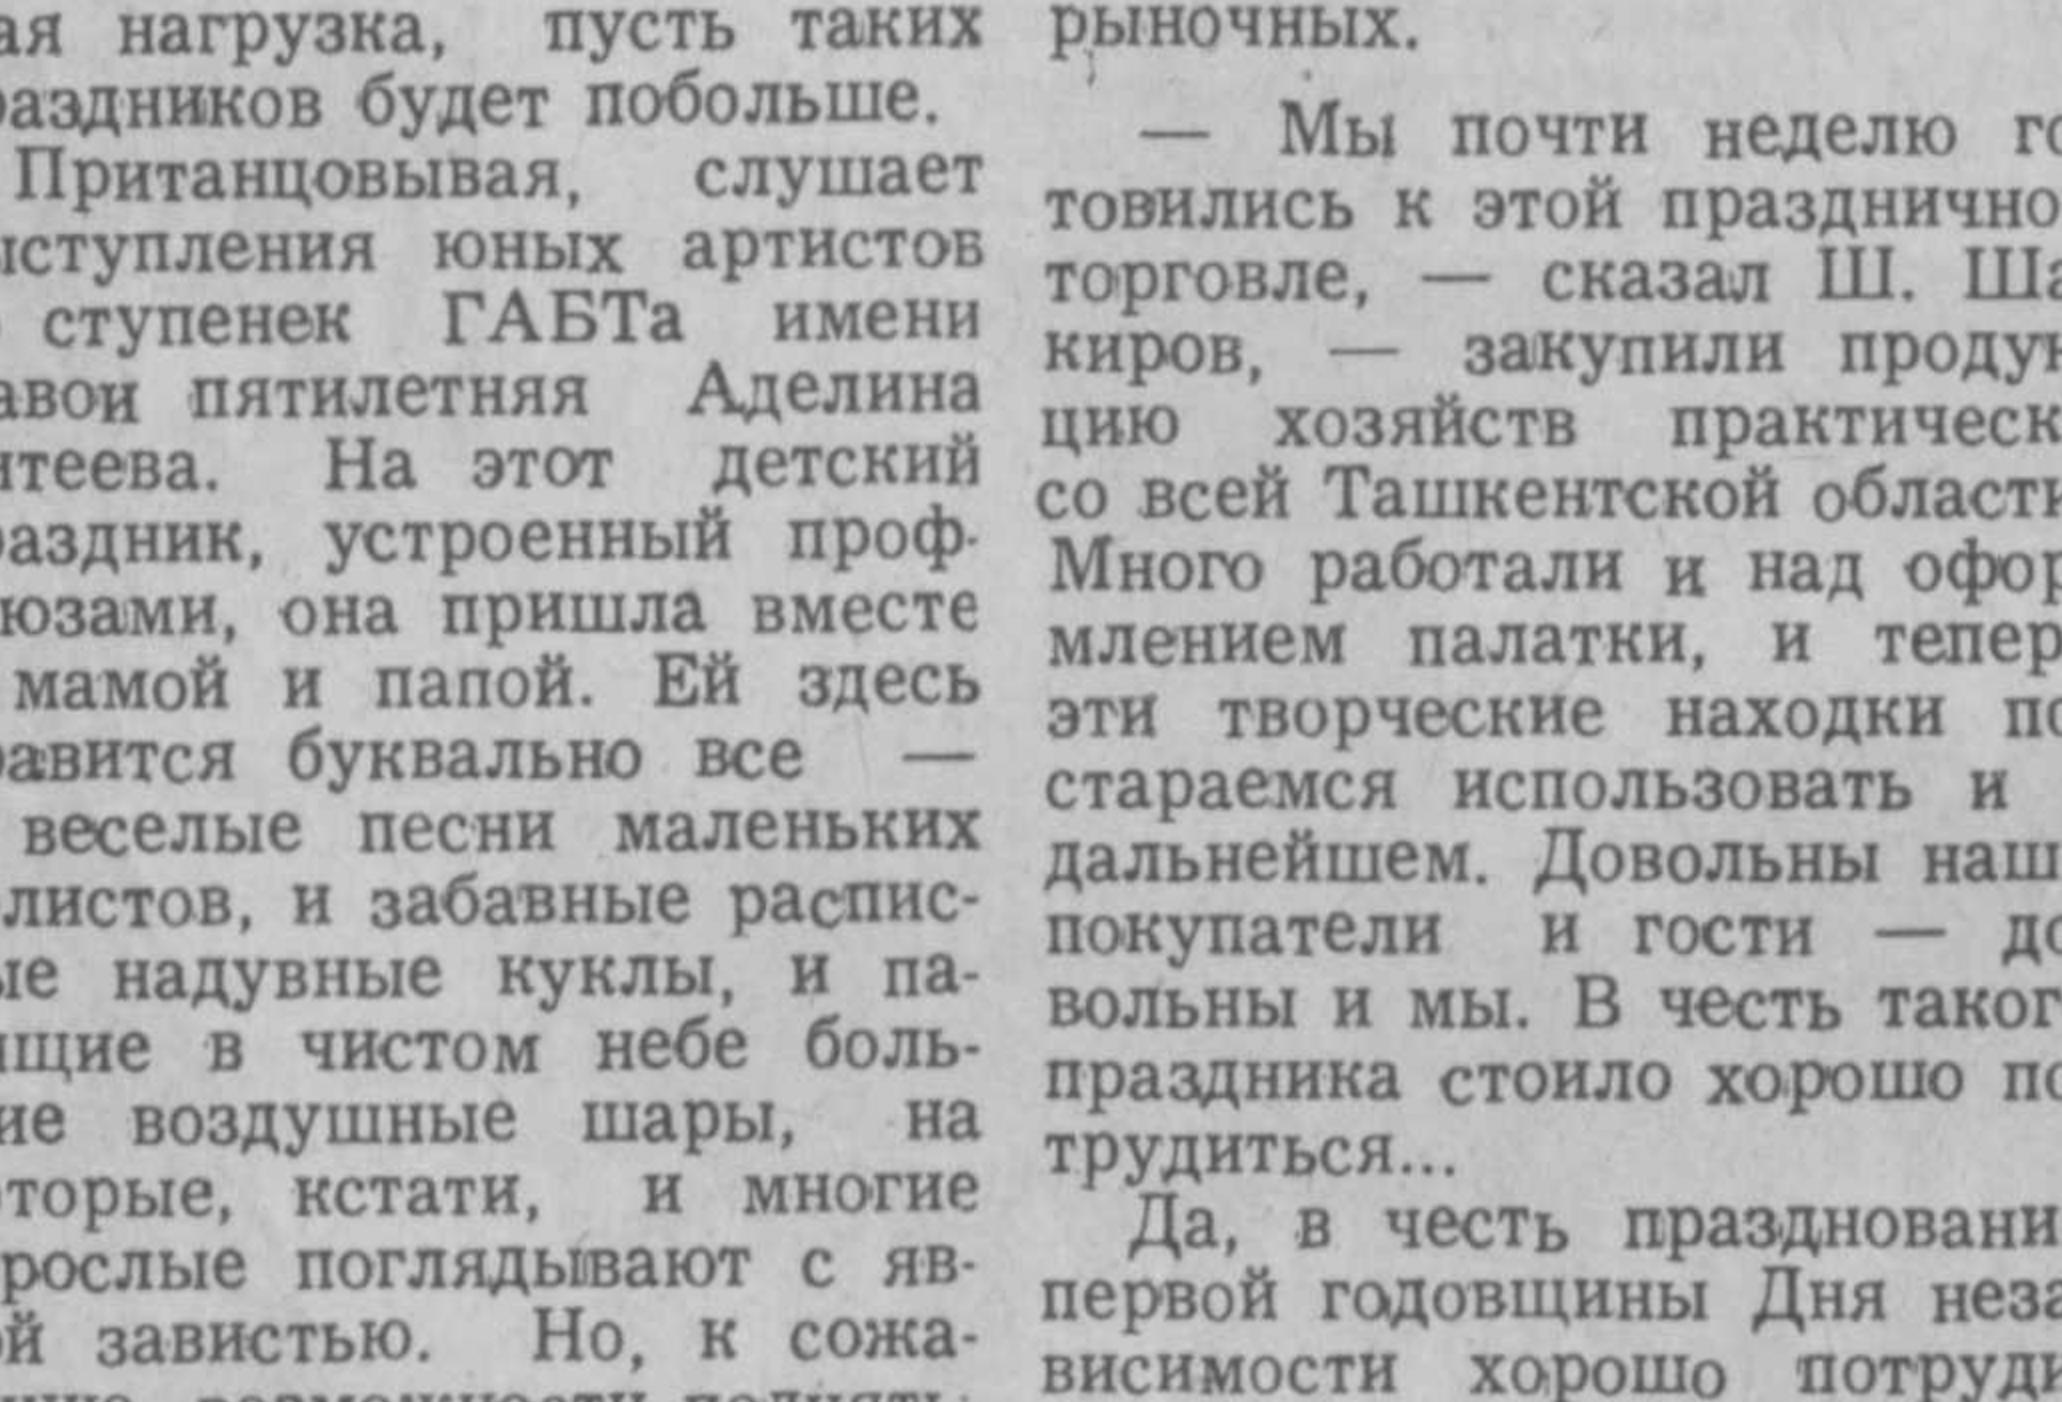 ая нагрузка, пусть таких
раздников будет побольше.
Пританцовывая, слушает
ыступления юных артистов
ступенек ГАБТа имени
авои пятилетняя Аделина
итеева. На этот детский
раздник, устроенный проф-
юзами, она пришла вместе
мамой и папой. Ей здесь
равится буквально все —
веселые песни маленьких
листов, и забавные распис-
ые надувные куклы, и па-
ящие в чистом небе боль-
ие воздушные шары, на
оторые, кстати, и многие
рослые поглядывают с яв-
ой завистью. Но, к сожа-
возможности поднять-
рыночных.
— Мы почти неделю го
товились к этой праздничо
торговле, — сказал Ш. Ша
киров, — закупили продук
цию хозяйств практическ
со всей Ташкентской област
Много работали и над офор
млением палатки, и тепер
эти творческие находки по
стараемся использовать и
дальнейшем. Довольны наш
покупатели и гости — до
вольны и мы. В честь таког
праздника стоило хорошо по
трудиться...
Да, в честь праздновани
первой годовщины Дня неза
висимости хорошо потруди